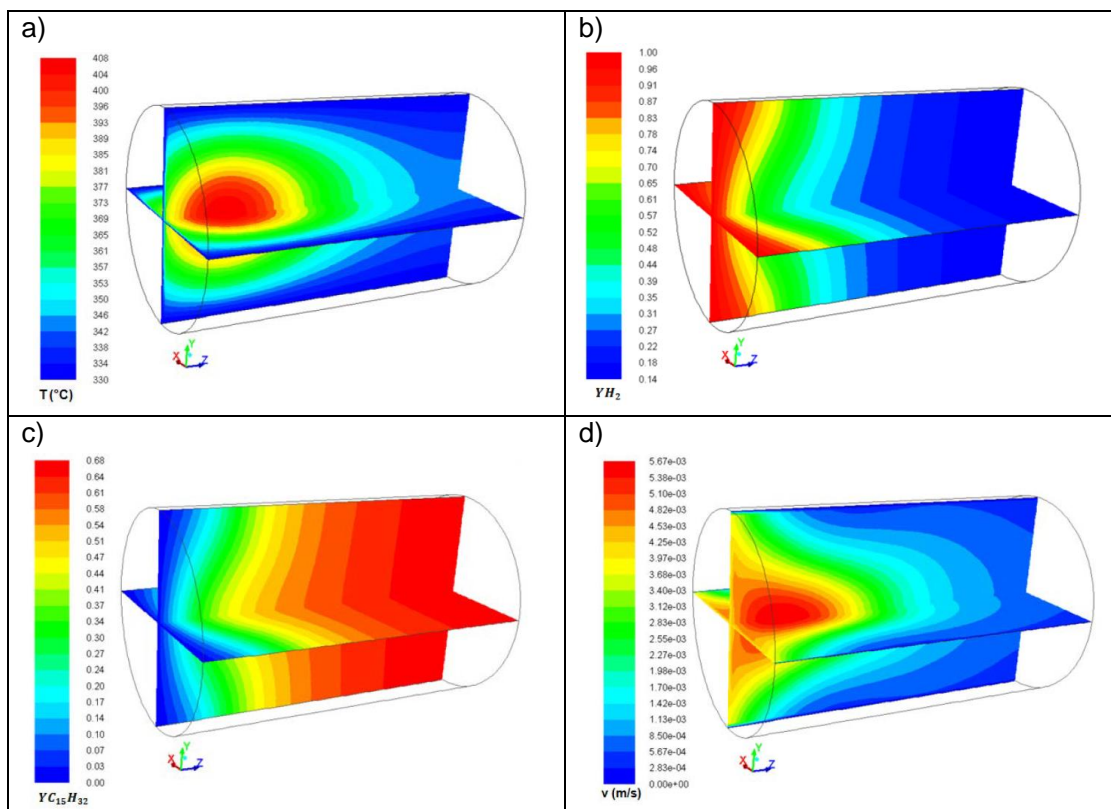 a)
408
404
400
396
393
389
385
381
377
373
369
365
361
357
353
350
346
342
338
334
330
T (°C)
X Y Z
b)
1.00
0.96
0.91
0.87
0.83
0.78
0.74
0.70
0.65
0.61
0.57
0.52
0.48
0.44
0.39
0.35
0.31
0.27
0.22
0.18
0.14
YH₂
X Y Z
c)
0.68
0.64
0.61
0.58
0.54
0.51
0.47
0.44
0.41
0.37
0.34
0.30
0.27
0.24
0.20
0.17
0.14
0.10
0.07
0.03
0.00
YC₁₅H₃₂
X Y Z
d)
5.67e-03
5.38e-03
5.10e-03
4.82e-03
4.53e-03
4.25e-03
3.97e-03
3.68e-03
3.40e-03
3.12e-03
2.83e-03
2.55e-03
2.27e-03
1.98e-03
1.70e-03
1.42e-03
1.13e-03
8.50e-04
5.67e-04
2.83e-04
0.00e+00
v (m/s)
X Y Z